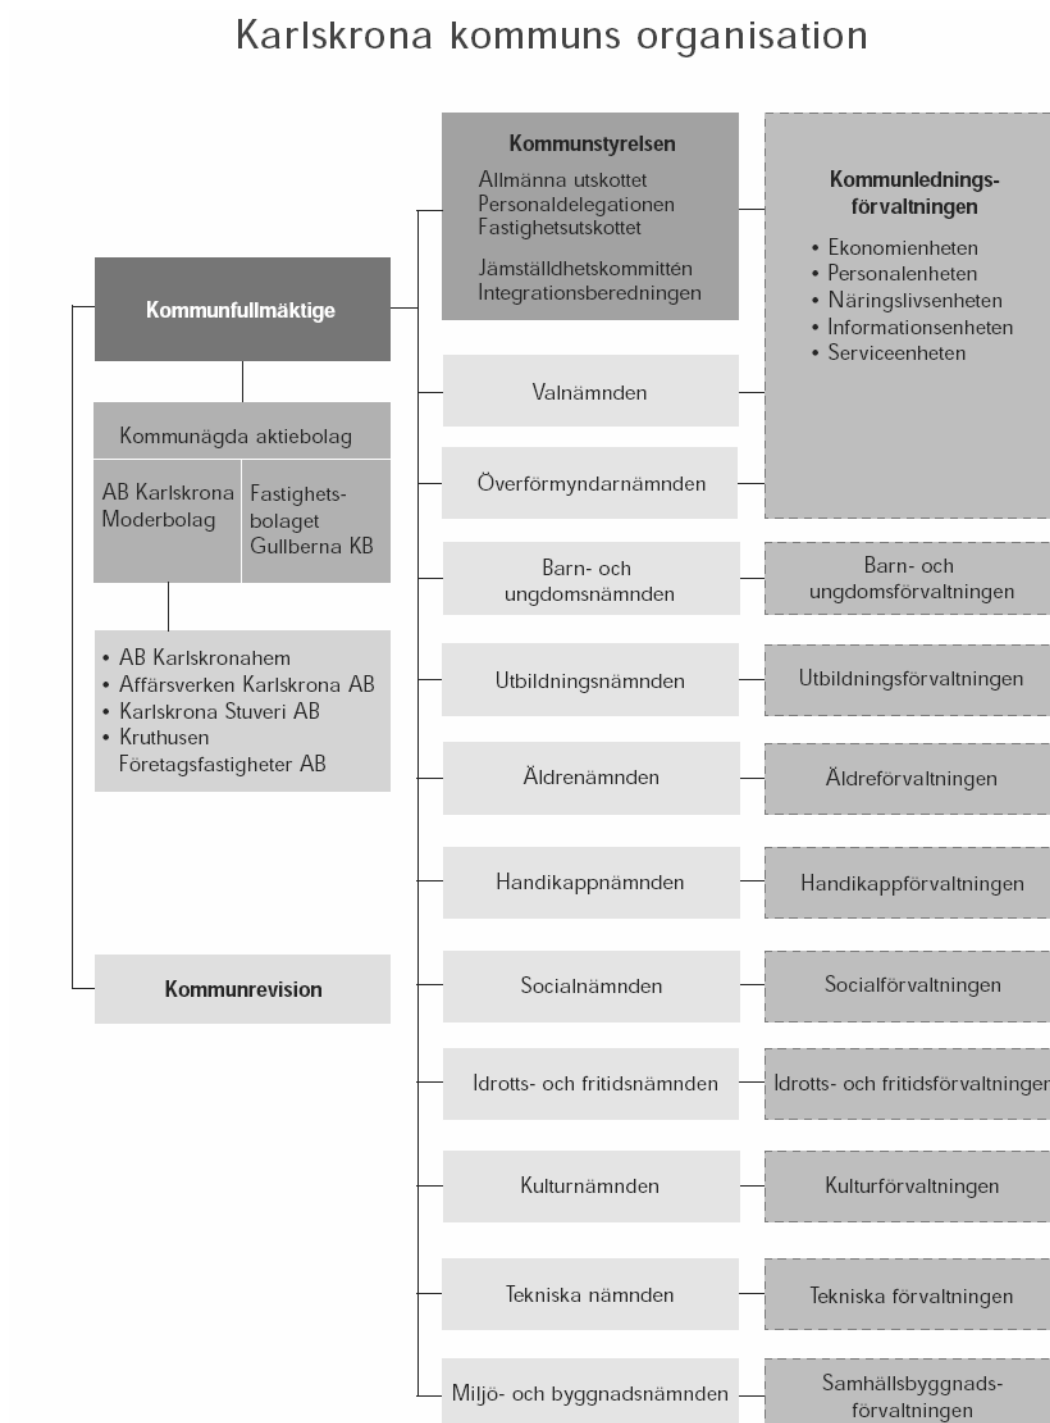 Karlskrona kommuns organisation
Kommunfullmäktige
Kommunägda aktiebolag
AB Karlskrona
Moderbolag
Fastighets-
bolaget
Gullberna KB
• AB Karlskronahem
• Affärsverken Karlskrona AB
• Karlskrona Stuveri AB
• Kruthusen
Företagsfastigheter AB
Kommunrevision
Kommunstyrelsen
Allmänna utskottet
Personaldelegationen
Fastighetsutskottet
Jämställdhetskommittén
Integrationsberedningen
Kommunlednings-
förvaltningen
• Ekonomienheten
• Personalenheten
• Näringslivsenheten
• Informationsenheten
• Serviceenheten
Valnämnden
Överförmyndarnämnden
Barn- och
ungdomsnämnden
Barn- och
ungdomsförvaltningen
Utbildningsnämnden
Utbildningsförvaltningen
Äldrenämnden
Äldreförvaltningen
Handikappnämnden
Handikappförvaltningen
Socialnämnden
Socialförvaltningen
Idrotts- och fritidsnämnden
Idrotts- och fritidsförvaltningen
Kulturnämnden
Kulturförvaltningen
Tekniska nämnden
Tekniska förvaltningen
Miljö- och byggnadsnämnden
Samhällsbyggnads-
förvaltningen